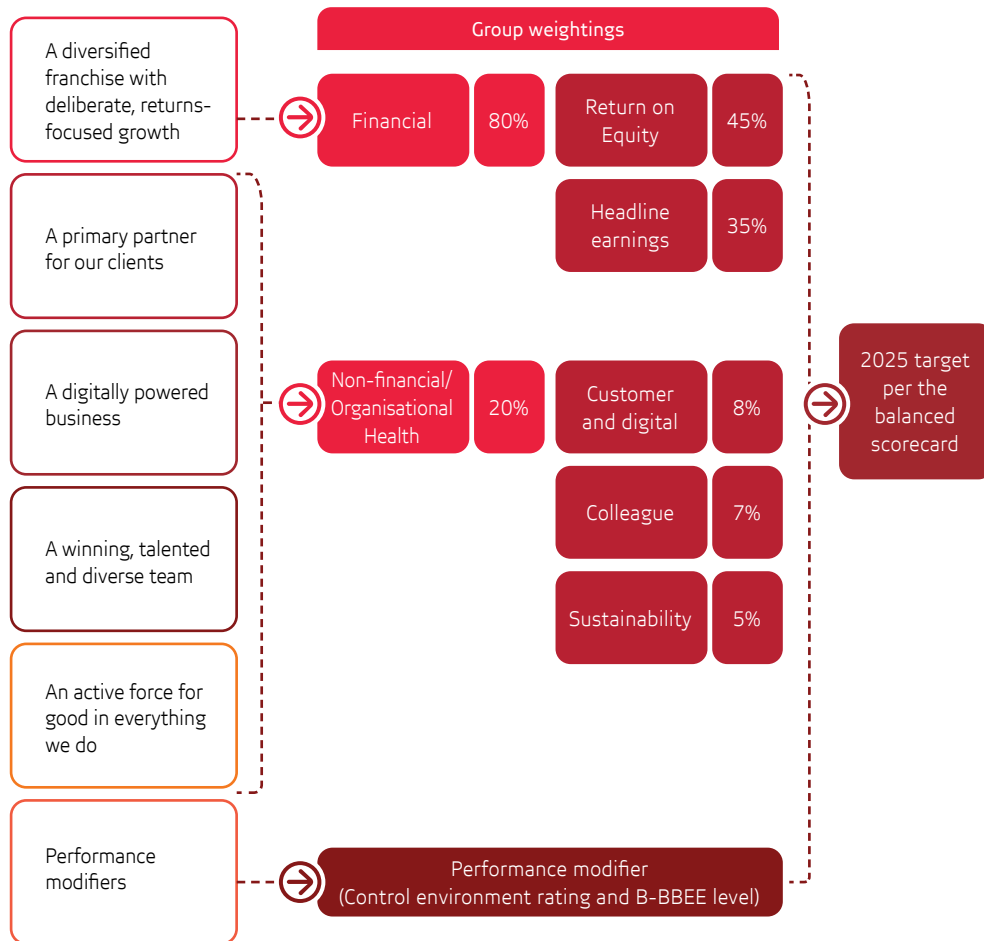 Group weightings
A diversified
franchise with
deliberate, returns-
focused growth
Financial
80%
Return on
Equity
45%
Headline
earnings
35%
A primary partner
for our clients
A digitally powered
business
A winning, talented
and diverse team
An active force for
good in everything
we do
Non-financial/
Organisational
Health
20%
Customer
and digital
8%
Colleague
7%
Sustainability
5%
Performance
modifiers
Performance modifier
(Control environment rating and B-BBEE level)
2025 target
per the
balanced
scorecard